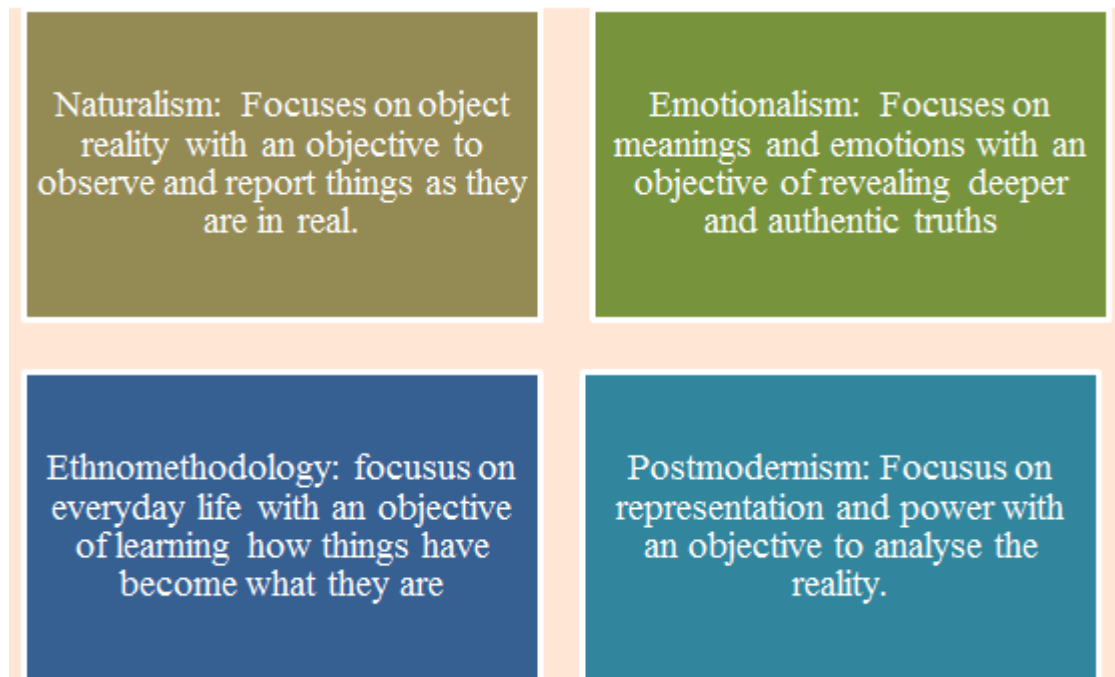 Naturalism: Focuses on object
reality with an objective to
observe and report things as they
are in real.
Emotionalism: Focuses on
meanings and emotions with an
objective of revealing deeper
and authentic truths
Ethnomethodology: focusus on
everyday life with an objective
of learning how things have
become what they are
Postmodernism: Focusus on
representation and power with
an objective to analyse the
reality.